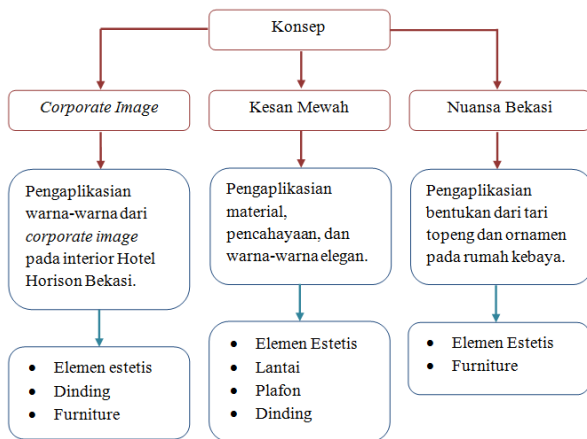 Konsep
Corporate Image
Kesan Mewah
Nuansa Bekasi
Pengaplikasian
warna-warna dari
corporate image
pada interior Hotel
Horison Bekasi.
Pengaplikasian
material,
pencahayaan, dan
warna-warna elegan.
Pengaplikasian
bentukan dari tari
topeng dan ornamen
pada rumah kebaya.
• Elemen estetis
• Dinding
• Furniture
• Elemen Estetis
• Lantai
• Plafon
• Dinding
• Elemen Estetis
• Furniture